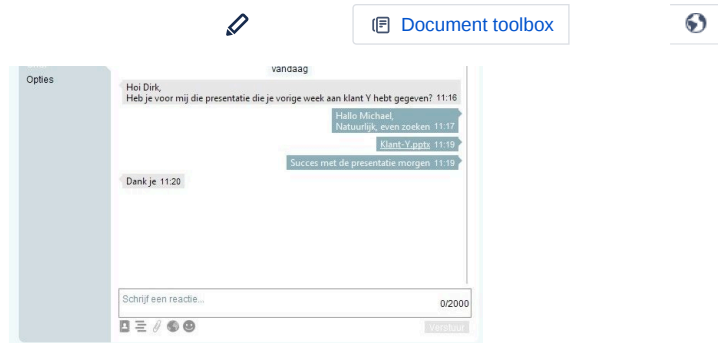 Document toolbox
vandaag
Opties
Hoi Dirk,
Heb je voor mij die presentatie die je vorige week aan klant Y hebt gegeven? 11:16
Hallo Michael,
Natuurlijk, even zoeken 11:17
Klant-Y.pptx 11:19
Succes met de presentatie morgen 11:19
Dank je 11:20
Schrijf een reactie...
0/2000
Verstuur